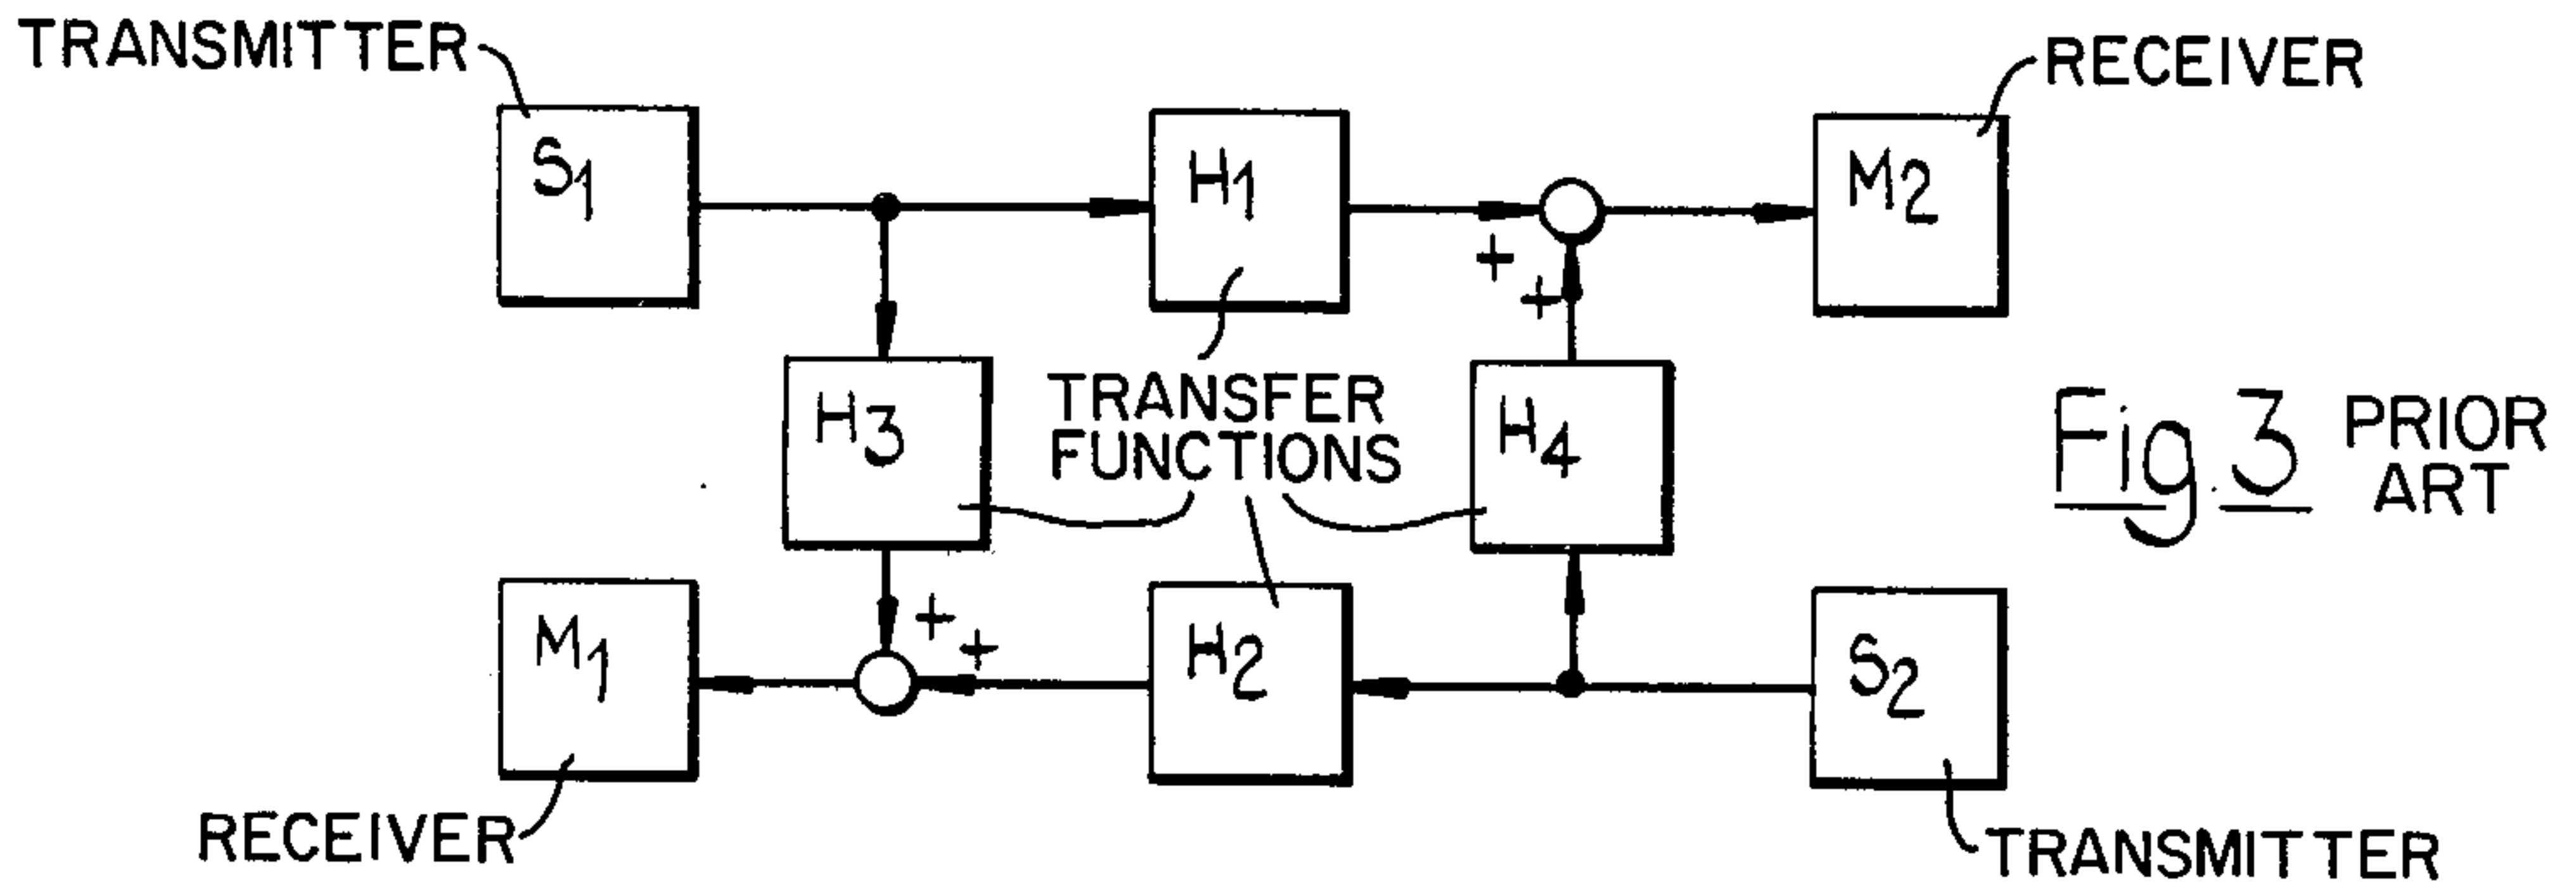 TRANSMITTER
RECEIVER
S1
H1
M2
+
+
H3
TRANSFER
FUNCTIONS
H4
Fig. 3 PRIOR
ART
M1
+
+
H2
S2
RECEIVER
TRANSMITTER